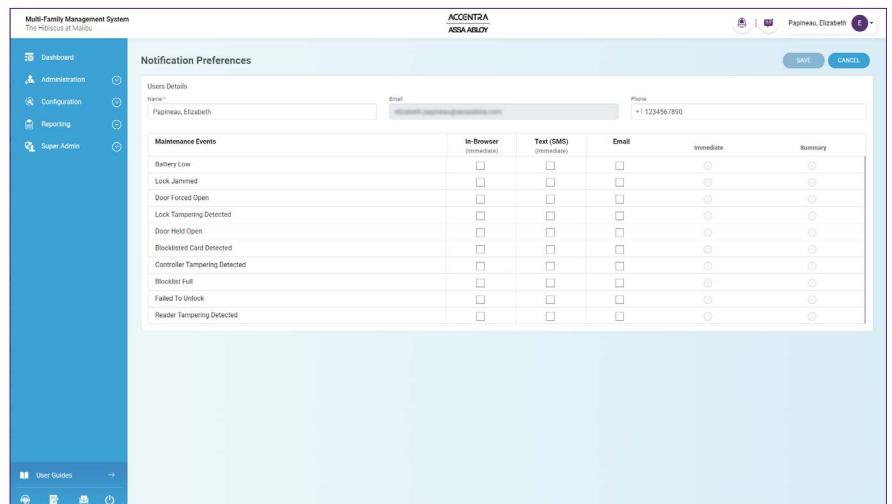 Multi-Family Management System
The Hibiscus at Malibu
ACCENTRA
ASSA ABLOY
Papineau, Elizabeth
E
Dashboard
Administration
Configuration
Reporting
Super Admin
Notification Preferences
SAVE
CANCEL
Users Details
Name *
Email
Phone
Papineau, Elizabeth
+1 1234567890
Maintenance Events
In-Browser
(Immediate)
Text (SMS)
(Immediate)
Email
Immediate
Summary
Battery Low
Lock Jammed
Door Forced Open
Lock Tampering Detected
Door Held Open
Blocklisted Card Detected
Controller Tampering Detected
Blocklist Full
Failed To Unlock
Reader Tampering Detected
User Guides